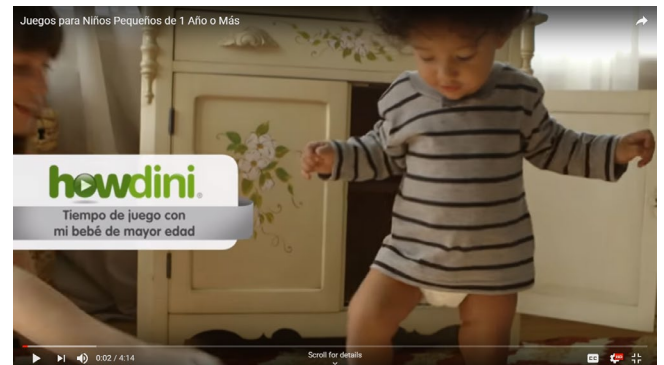 Juegos para Niños Pequeños de 1 Año o Más
howdini®
Tiempo de juego con
mi bebé de mayor edad
0:02 / 4:14
Scroll for details
CC